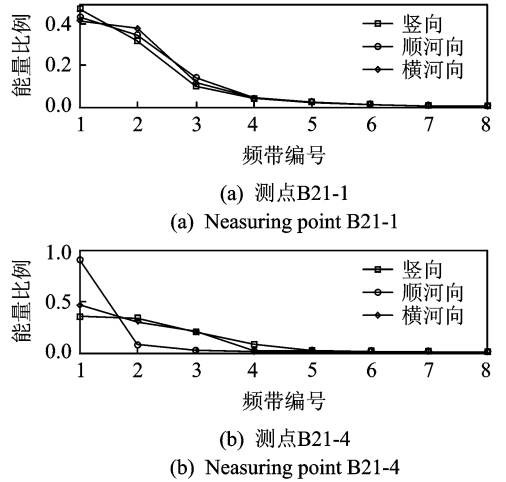 能量比例
0.4
0.2
0.0
竖向
顺河向
横河向
1 2 3 4 5 6 7 8
频带编号
(a) 测点B21-1
(a) Neasuring point B21-1
能量比例
1.0
0.5
0.0
竖向
顺河向
横河向
1 2 3 4 5 6 7 8
频带编号
(b) 测点B21-4
(b) Neasuring point B21-4